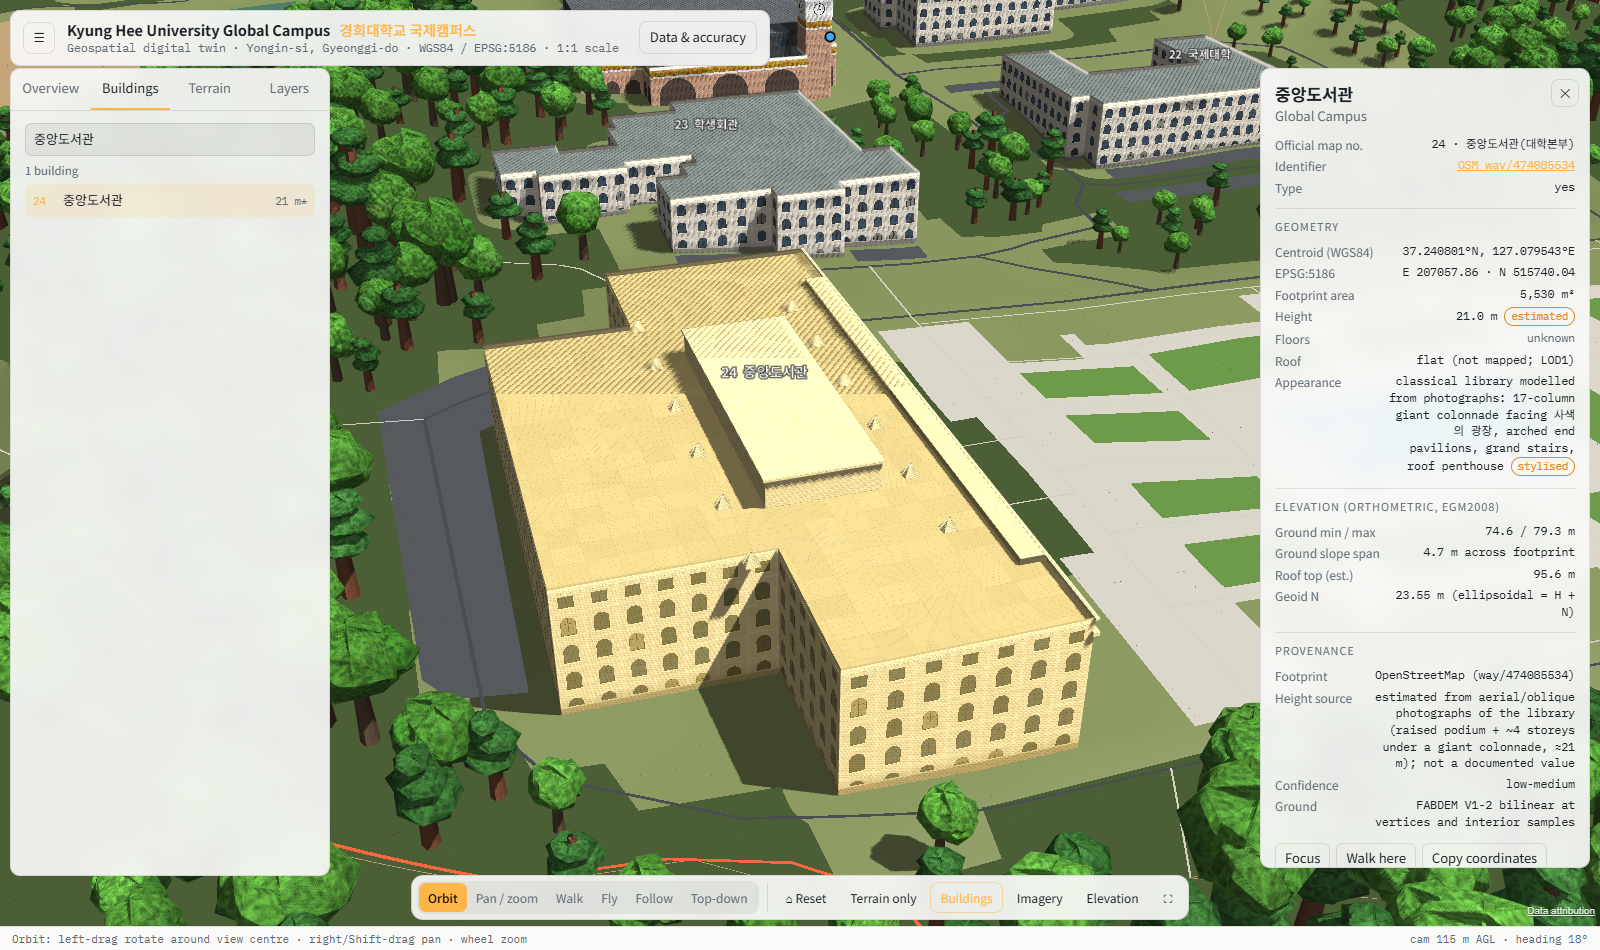 ☰
Kyung Hee University Global Campus 경희대학교 국제캠퍼스
Geospatial digital twin · Yongin-si, Gyeonggi-do · WGS84 / EPSG:5186 · 1:1 scale
Data & accuracy
Overview Buildings Terrain Layers
중앙도서관
1 building
24 중앙도서관 21 m*
22 국제대학
23 학생회관
24 중앙도서관
중앙도서관
Global Campus
Official map no. 24 · 중앙도서관(대학본부)
Identifier OSM way/474085534
Type yes
GEOMETRY
Centroid (WGS84) 37.240801°N, 127.079543°E
EPSG:5186 E 207057.86 · N 515740.04
Footprint area 5,530 m²
Height 21.0 m estimated
Floors unknown
Roof flat (not mapped; LOD1)
Appearance classical library modelled
from photographs: 17-column
giant colonnade facing 사색
의 광장, arched end
pavilions, grand stairs,
roof penthouse stylised
ELEVATION (ORTHOMETRIC, EGM2008)
Ground min / max 74.6 / 79.3 m
Ground slope span 4.7 m across footprint
Roof top (est.) 95.6 m
Geoid N 23.55 m (ellipsoidal = H +
N)
PROVENANCE
Footprint OpenStreetMap (way/474085534)
Height source estimated from aerial/oblique
photographs of the library
(raised podium + ~4 storeys
under a giant colonnade, ≈21
m); not a documented value
Confidence low-medium
Ground FABDEM V1-2 bilinear at
vertices and interior samples
Focus Walk here Copy coordinates
Orbit Pan / zoom Walk Fly Follow Top-down ⌂ Reset Terrain only Buildings Imagery Elevation
Data attribution
Orbit: left-drag rotate around view centre · right/Shift-drag pan · wheel zoom
cam 115 m AGL · heading 18°